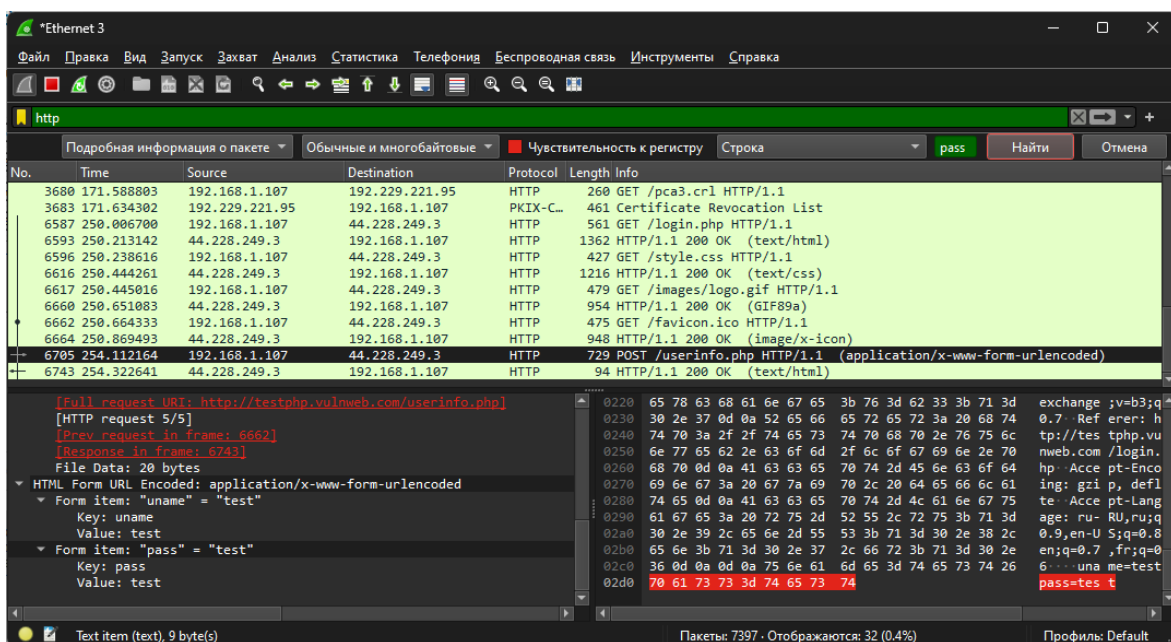 *Ethernet 3
Файл Правка Вид Запуск Захват Анализ Статистика Телефония Беспроводная связь Инструменты Справка
http
Подробная информация о пакете Обычные и многобайтовые Чувствительность к регистру Строка pass Найти Отмена
No. Time Source Destination Protocol Length Info
3680 171.588803 192.168.1.107 192.229.221.95 HTTP 260 GET /pca3.crl HTTP/1.1
3683 171.634302 192.229.221.95 192.168.1.107 PKIX-C… 461 Certificate Revocation List
6587 250.006700 192.168.1.107 44.228.249.3 HTTP 561 GET /login.php HTTP/1.1
6593 250.213142 44.228.249.3 192.168.1.107 HTTP 1362 HTTP/1.1 200 OK (text/html)
6596 250.238616 192.168.1.107 44.228.249.3 HTTP 427 GET /style.css HTTP/1.1
6616 250.444261 44.228.249.3 192.168.1.107 HTTP 1216 HTTP/1.1 200 OK (text/css)
6617 250.445016 192.168.1.107 44.228.249.3 HTTP 479 GET /images/logo.gif HTTP/1.1
6660 250.651083 44.228.249.3 192.168.1.107 HTTP 954 HTTP/1.1 200 OK (GIF89a)
6662 250.664333 192.168.1.107 44.228.249.3 HTTP 475 GET /favicon.ico HTTP/1.1
6664 250.869493 44.228.249.3 192.168.1.107 HTTP 948 HTTP/1.1 200 OK (image/x-icon)
6705 254.112164 192.168.1.107 44.228.249.3 HTTP 729 POST /userinfo.php HTTP/1.1 (application/x-www-form-urlencoded)
6743 254.322641 44.228.249.3 192.168.1.107 HTTP 94 HTTP/1.1 200 OK (text/html)
[Full request URI: http://testphp.vulnweb.com/userinfo.php]
[HTTP request 5/5]
[Prev request in frame: 6662]
[Response in frame: 6743]
File Data: 20 bytes
HTML Form URL Encoded: application/x-www-form-urlencoded
Form item: "uname" = "test"
Key: uname
Value: test
Form item: "pass" = "test"
Key: pass
Value: test
0220 65 78 63 68 61 6e 67 65 3b 76 3d 62 33 3b 71 3d exchange ;v=b3;q
0230 30 2e 37 0d 0a 52 65 66 65 72 65 72 3a 20 68 74 0.7··Ref erer: h
0240 74 70 3a 2f 2f 74 65 73 74 70 68 70 2e 76 75 6c tp://tes tphp.vu
0250 6e 77 65 62 2e 63 6f 6d 2f 6c 6f 67 69 6e 2e 70 nweb.com /login.
0260 68 70 0d 0a 41 63 63 65 70 74 2d 45 6e 63 6f 64 hp··Acce pt-Enco
0270 69 6e 67 3a 20 67 7a 69 70 2c 20 64 65 66 6c 61 ing: gzi p, defl
0280 74 65 0d 0a 41 63 63 65 70 74 2d 4c 61 6e 67 75 te··Acce pt-Lang
0290 61 67 65 3a 20 72 75 2d 52 55 2c 72 75 3b 71 3d age: ru- RU,ru;q
02a0 30 2e 39 2c 65 6e 2d 55 53 3b 71 3d 30 2e 38 2c 0.9,en-U S;q=0.8
02b0 65 6e 3b 71 3d 30 2e 37 2c 66 72 3b 71 3d 30 2e en;q=0.7 ,fr;q=0
02c0 36 0d 0a 0d 0a 75 6e 61 6d 65 3d 74 65 73 74 26 6····una me=test
02d0 70 61 73 73 3d 74 65 73 74 pass=tes t
Text item (text), 9 byte(s) Пакеты: 7397 · Отображаются: 32 (0.4%) Профиль: Default